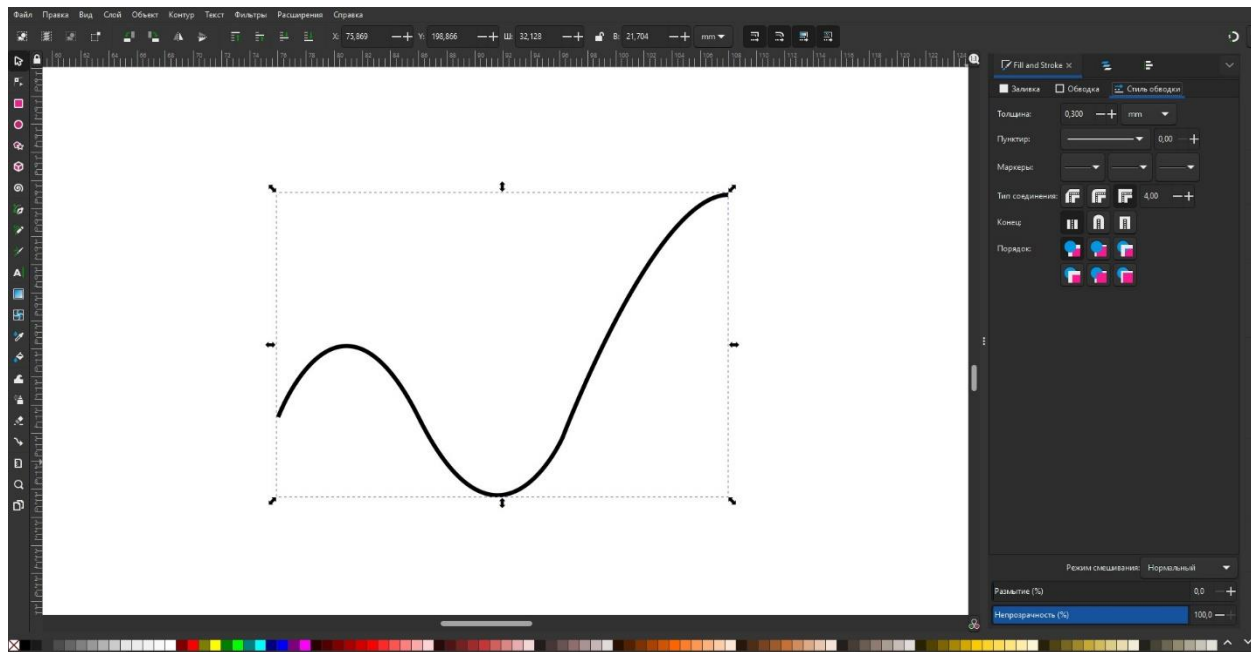 Файл Правка Вид Слой Объект Контур Текст Фильтры Расширения Справка
X: 75,869 Y: 198,866 Ш: 32,128 В: 21,704 mm
Fill and Stroke
Заливка Обводка Стиль обводки
Толщина: 0,300 mm
Пунктир: 0,00
Маркеры:
Тип соединения: 4,00
Конец:
Порядок:
Режим смешивания: Нормальный
Размытие (%) 0,0
Непрозрачность (%) 100,0